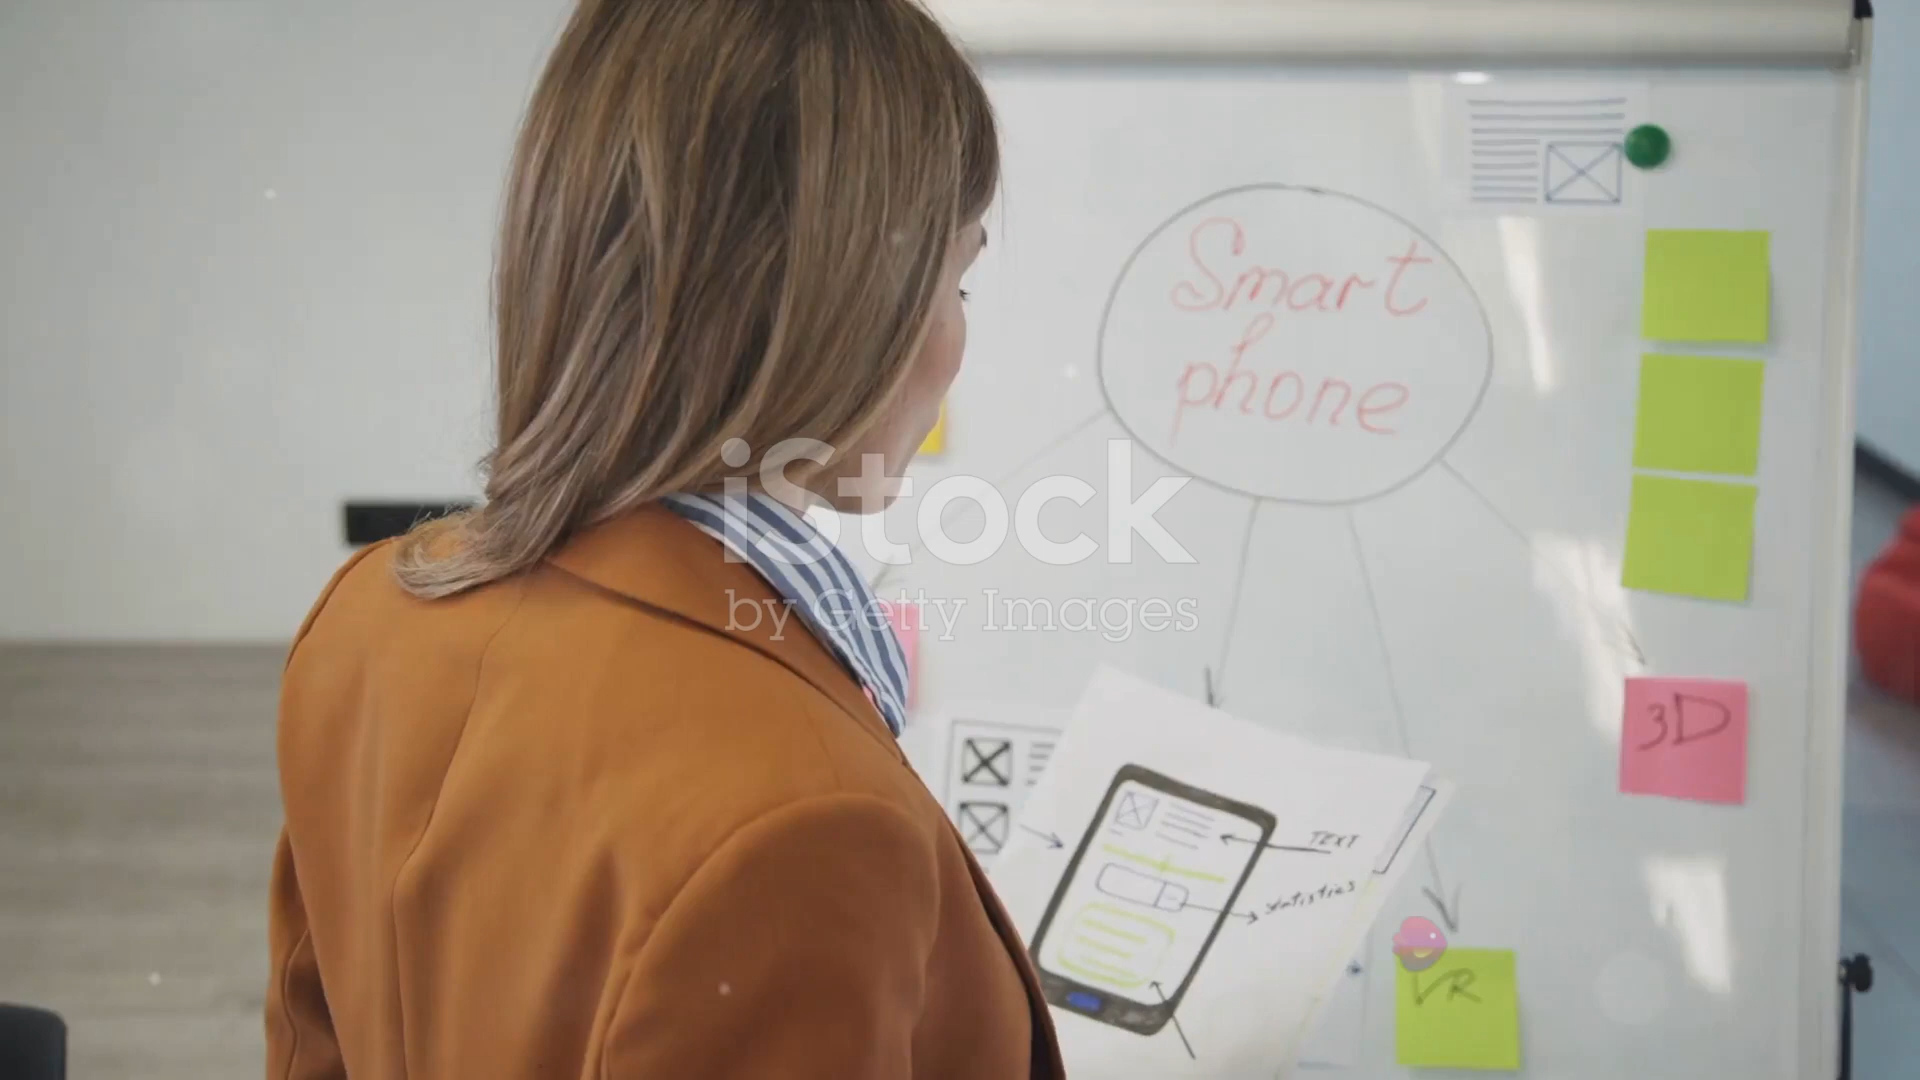 Smart
phone
iStock
by Getty Images
3D
TEXT
statistics
VR